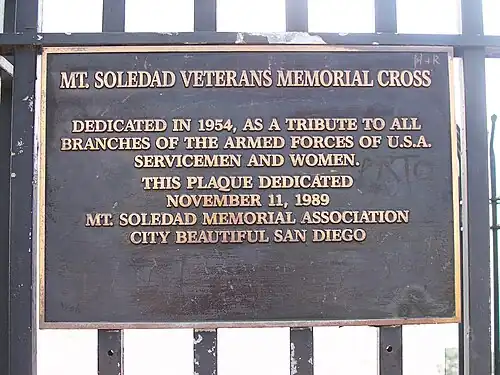 H+R
MT. SOLEDAD VETERANS MEMORIAL CROSS
DEDICATED IN 1954, AS A TRIBUTE TO ALL
BRANCHES OF THE ARMED FORCES OF U.S.A.
SERVICEMEN AND WOMEN.
THIS PLAQUE DEDICATED
NOVEMBER 11, 1989
MT. SOLEDAD MEMORIAL ASSOCIATION
CITY BEAUTIFUL SAN DIEGO